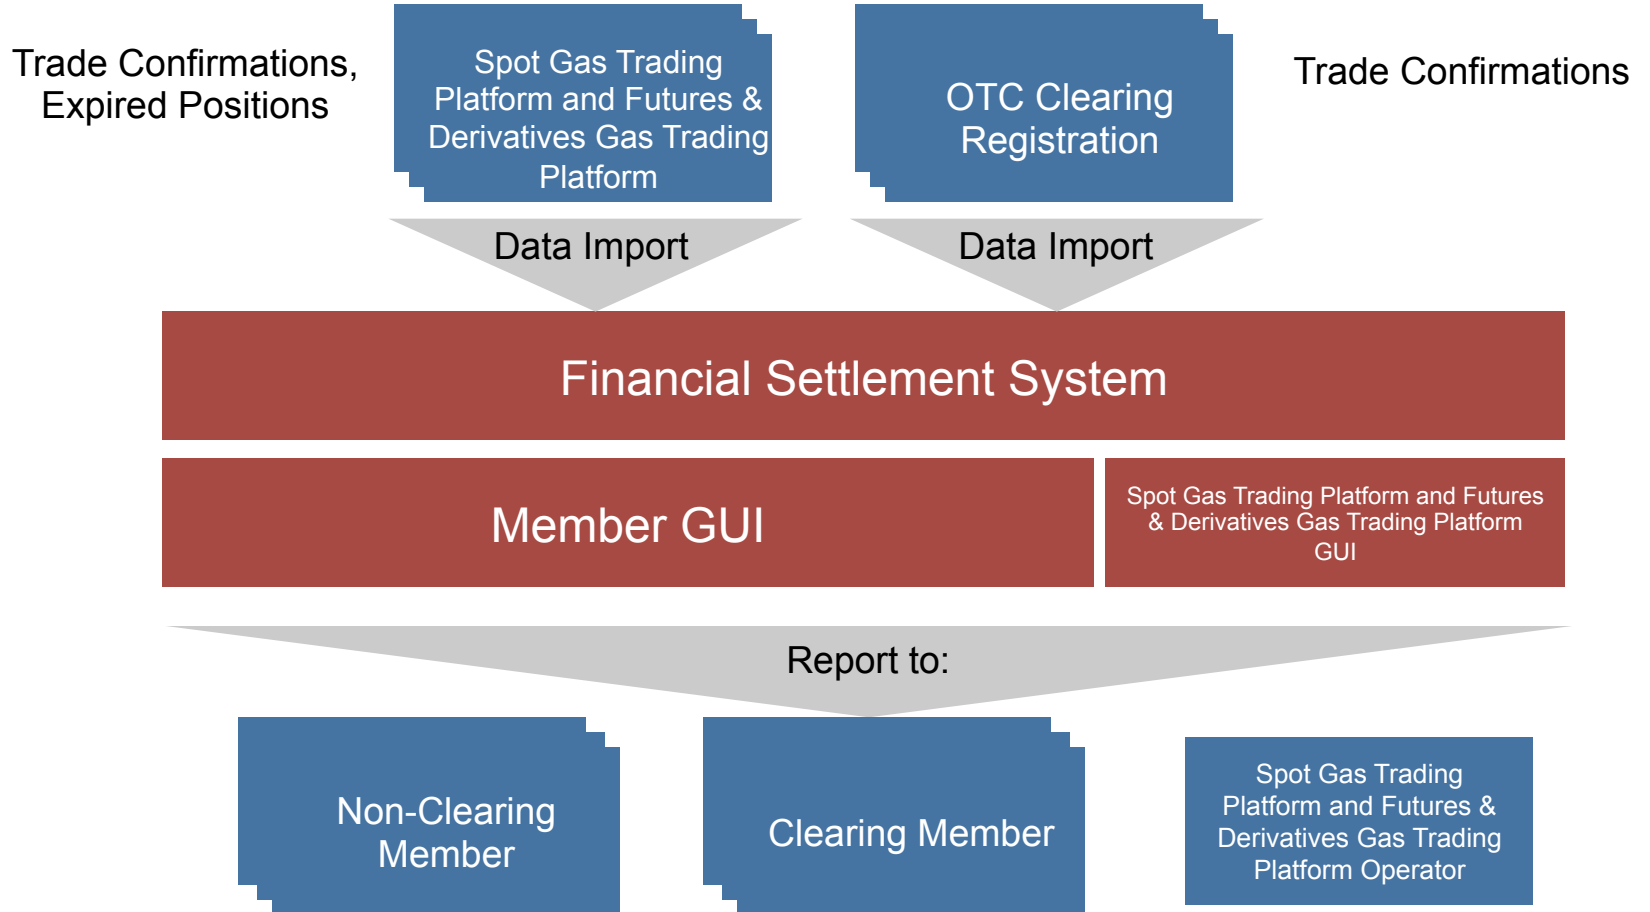 Trade Confirmations,
Expired Positions
Spot Gas Trading
Platform and Futures &
Derivatives Gas Trading
Platform
OTC Clearing
Registration
Trade Confirmations
Data Import
Data Import
Financial Settlement System
Member GUI
Spot Gas Trading Platform and Futures
& Derivatives Gas Trading Platform
GUI
Report to:
Non-Clearing
Member
Clearing Member
Spot Gas Trading
Platform and Futures &
Derivatives Gas Trading
Platform Operator